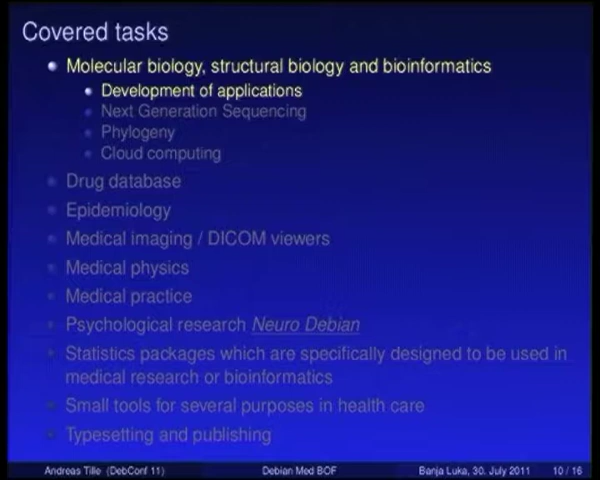 Covered tasks
Molecular biology, structural biology and bioinformatics
Development of applications
Next Generation Sequencing
Phylogeny
Cloud computing
Drug database
Epidemiology
Medical imaging / DICOM viewers
Medical physics
Medical practice
Psychological research Neuro Debian
Statistics packages which are specifically designed to be used in
medical research or bioinformatics
Small tools for several purposes in health care
Typesetting and publishing
Andreas Tille (DebConf 11) Debian Med BOF Banja Luka, 30. July 2011 10 / 16